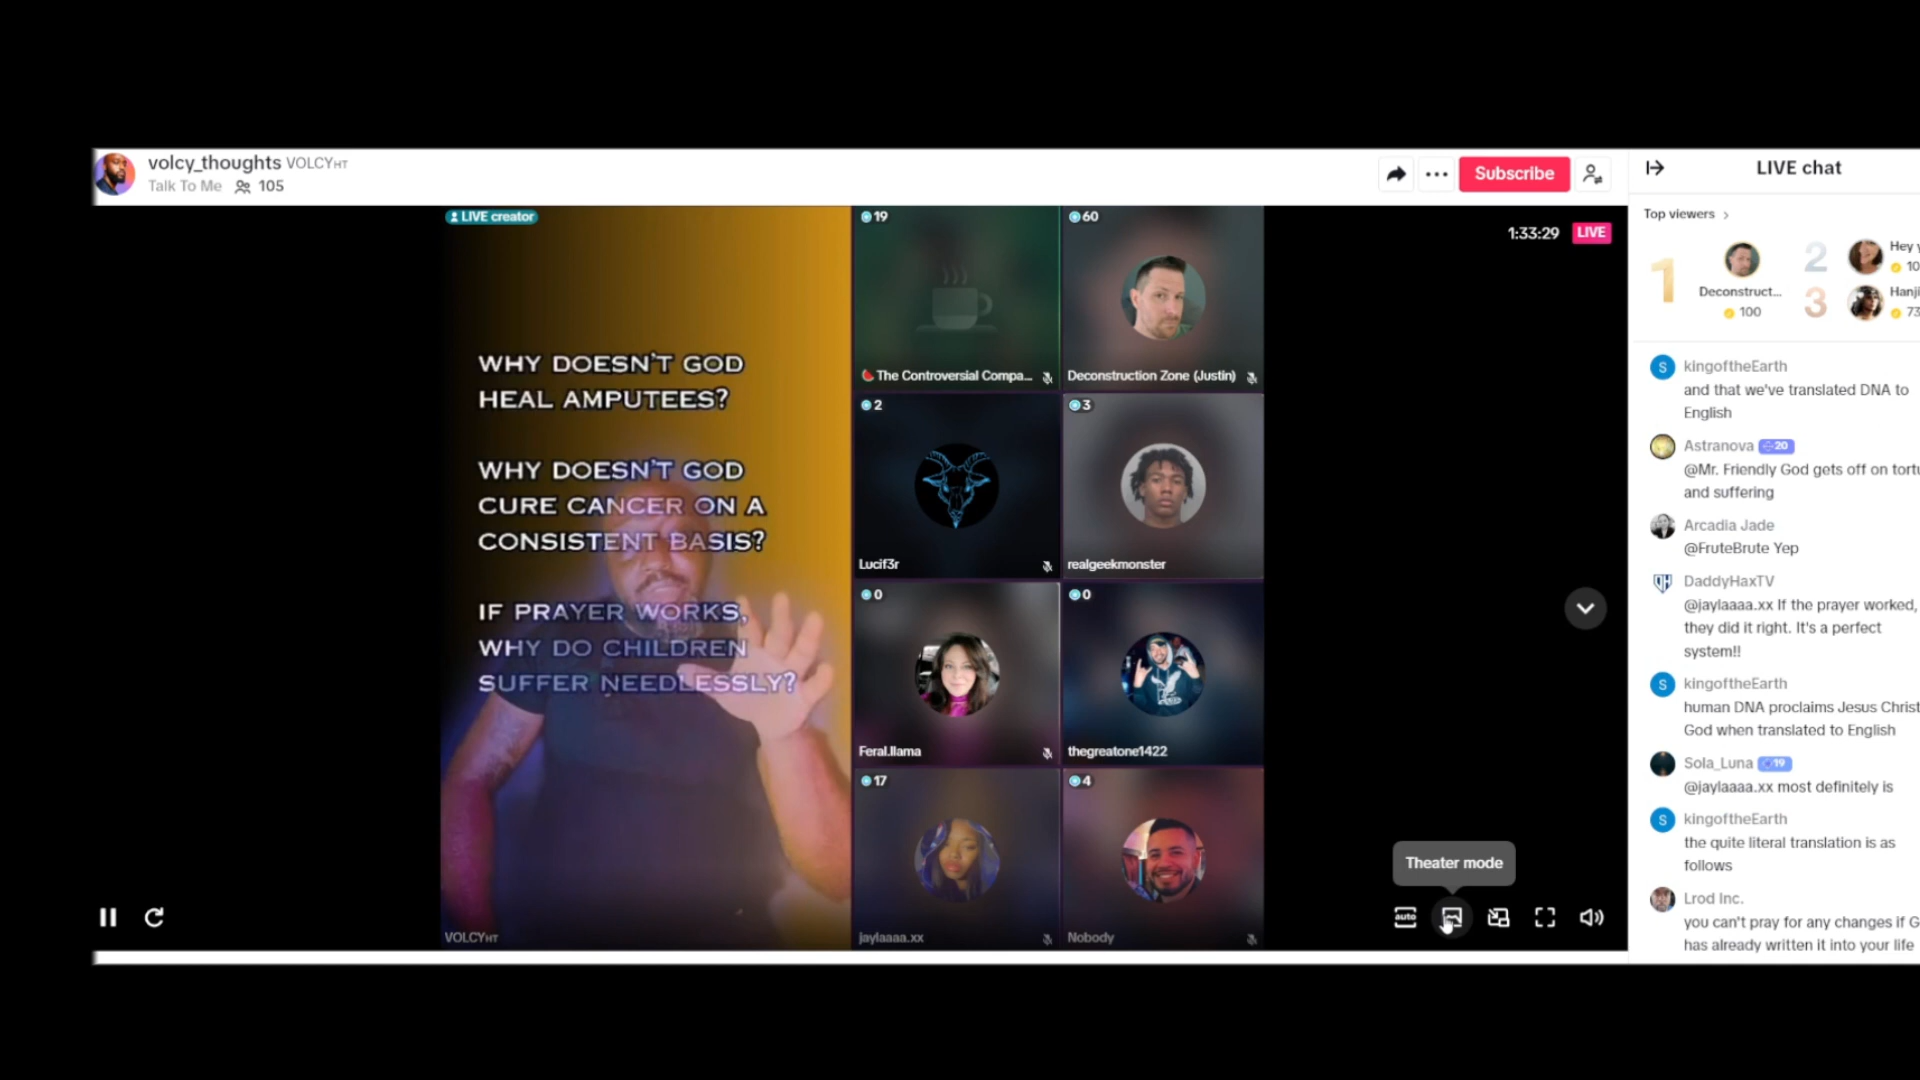 volcy_thoughts VOLCYHT
Talk To Me 105
Subscribe
LIVE chat
Top viewers
1
Deconstruct...
100
2
Hey
10
3
Hanji
73
LIVE creator
1:33:29 LIVE
WHY DOESN'T GOD
HEAL AMPUTEES?
WHY DOESN'T GOD
CURE CANCER ON A
CONSISTENT BASIS?
IF PRAYER WORKS,
WHY DO CHILDREN
SUFFER NEEDLESSLY?
VOLCYHT
19
The Controversial Compa...
60
Deconstruction Zone (Justin)
2
Lucif3r
3
realgeekmonster
0
Feral.llama
0
thegreatone1422
17
jaylaaaa.xx
4
Nobody
Theater mode
auto
S
kingoftheEarth
and that we've translated DNA to
English
Astranova 20
@Mr. Friendly God gets off on
and suffering
Arcadia Jade
@FruteBrute Yep
DaddyHaxTV
@jaylaaaa.xx If the prayer worked,
they did it right. It's a perfect
system!!
S
kingoftheEarth
human DNA proclaims Jesus Christ
God when translated to English
Sola_Luna 19
@jaylaaaa.xx most definitely is
S
kingoftheEarth
the quite literal translation is as
follows
Lrod Inc.
you can't pray for any changes if
has already written it into your life